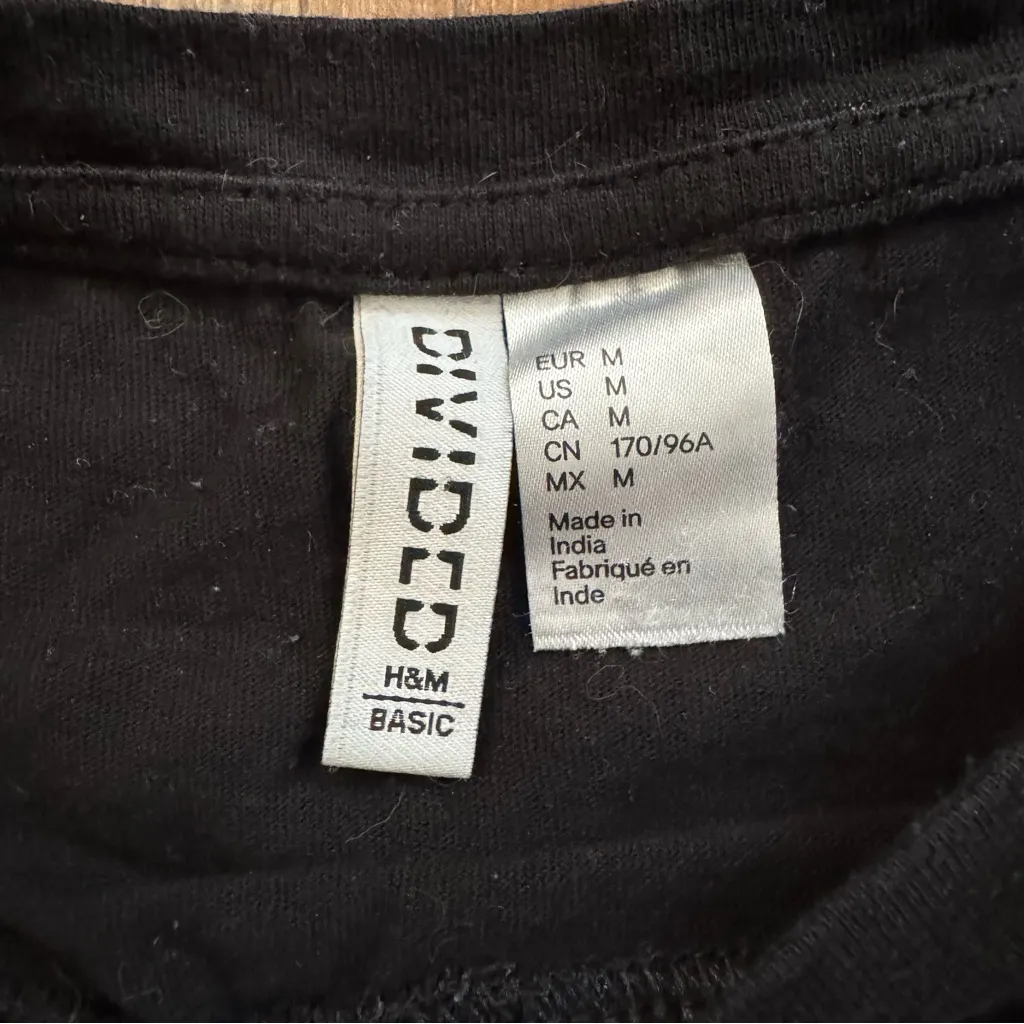 DIVIDED
H&M
BASIC
EUR M
US M
CA M
CN 170/96A
MX M
Made in
India
Fabriqué en
Inde